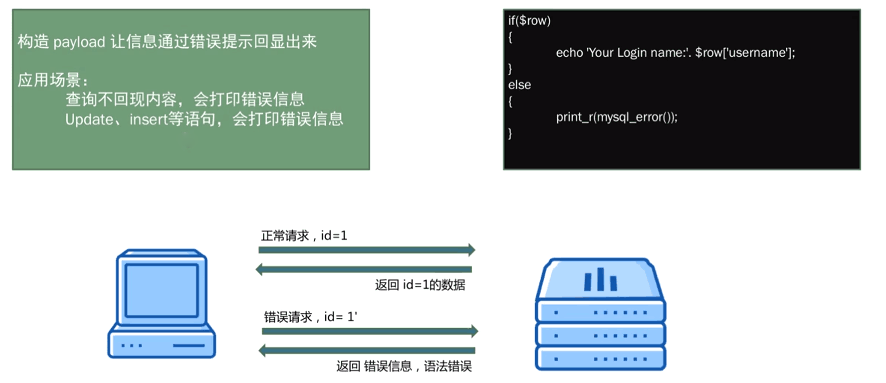 构造 payload 让信息通过错误提示回显出来
应用场景：
查询不回现内容，会打印错误信息
Update、insert等语句，会打印错误信息
if($row)
{
echo 'Your Login name:'. $row['username'];
}
else
{
print_r(mysql_error());
}
正常请求，id=1
返回 id=1的数据
错误请求，id= 1'
返回 错误信息，语法错误